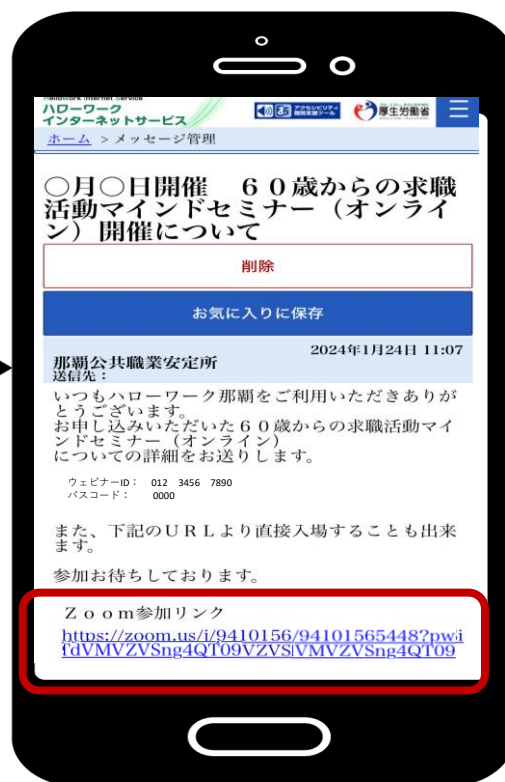 HelloWork Internet Service
ハローワーク
インターネットサービス
厚生労働省
ホーム ＞メッセージ管理
○月○日開催　６０歳からの求職
活動マインドセミナー（オンライ
ン）開催について
削除
お気に入りに保存
2024年1月24日 11:07
那覇公共職業安定所
送信先：
いつもハローワーク那覇をご利用いただきありが
とうございます。
お申し込みいただいた６０歳からの求職活動マイ
ンドセミナー（オンライン）
についての詳細をお送りします。
ウェビナーID： 012 3456 7890
パスコード： 0000
また、下記のＵＲＬより直接入場することも出来
ます。
参加お待ちしております。
Ｚｏｏｍ参加リンク